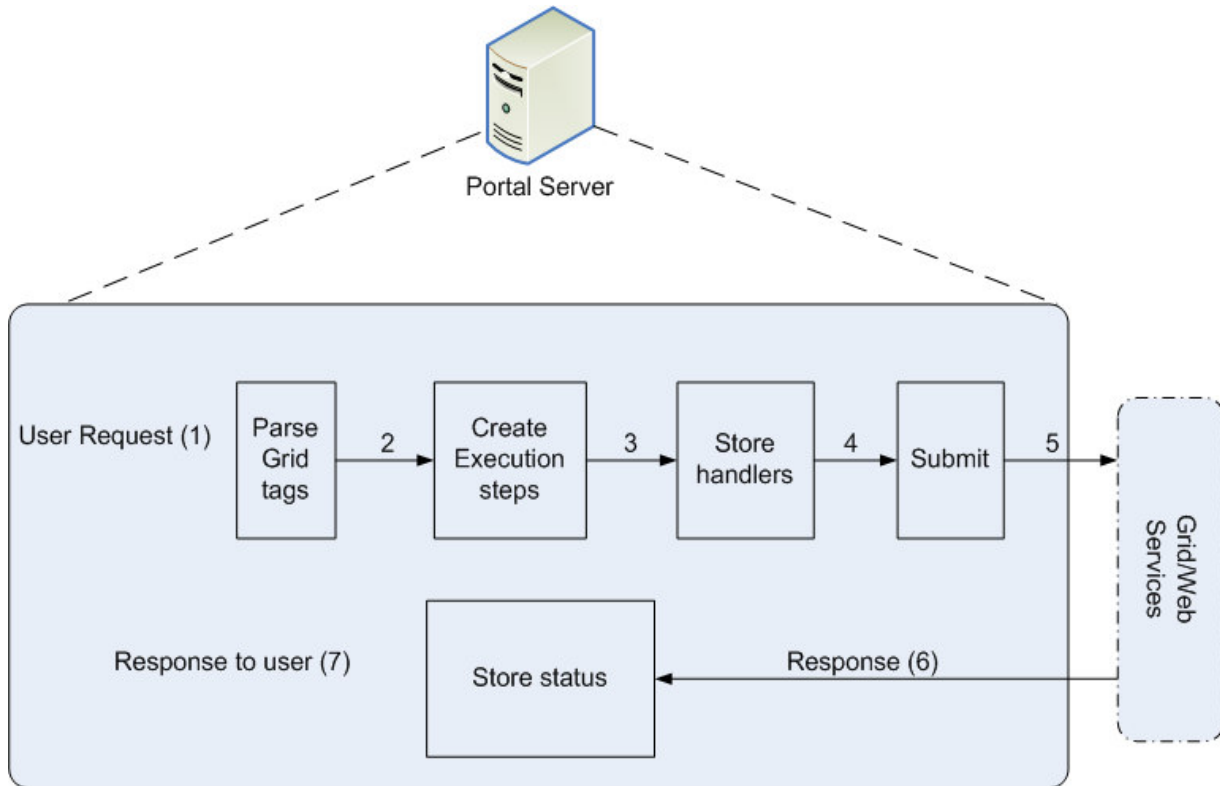 Portal Server
User Request (1)
Parse
Grid
tags
2
Create
Execution
steps
3
Store
handlers
4
Submit
5
Grid/Web
Services
Response to user (7)
Store status
Response (6)